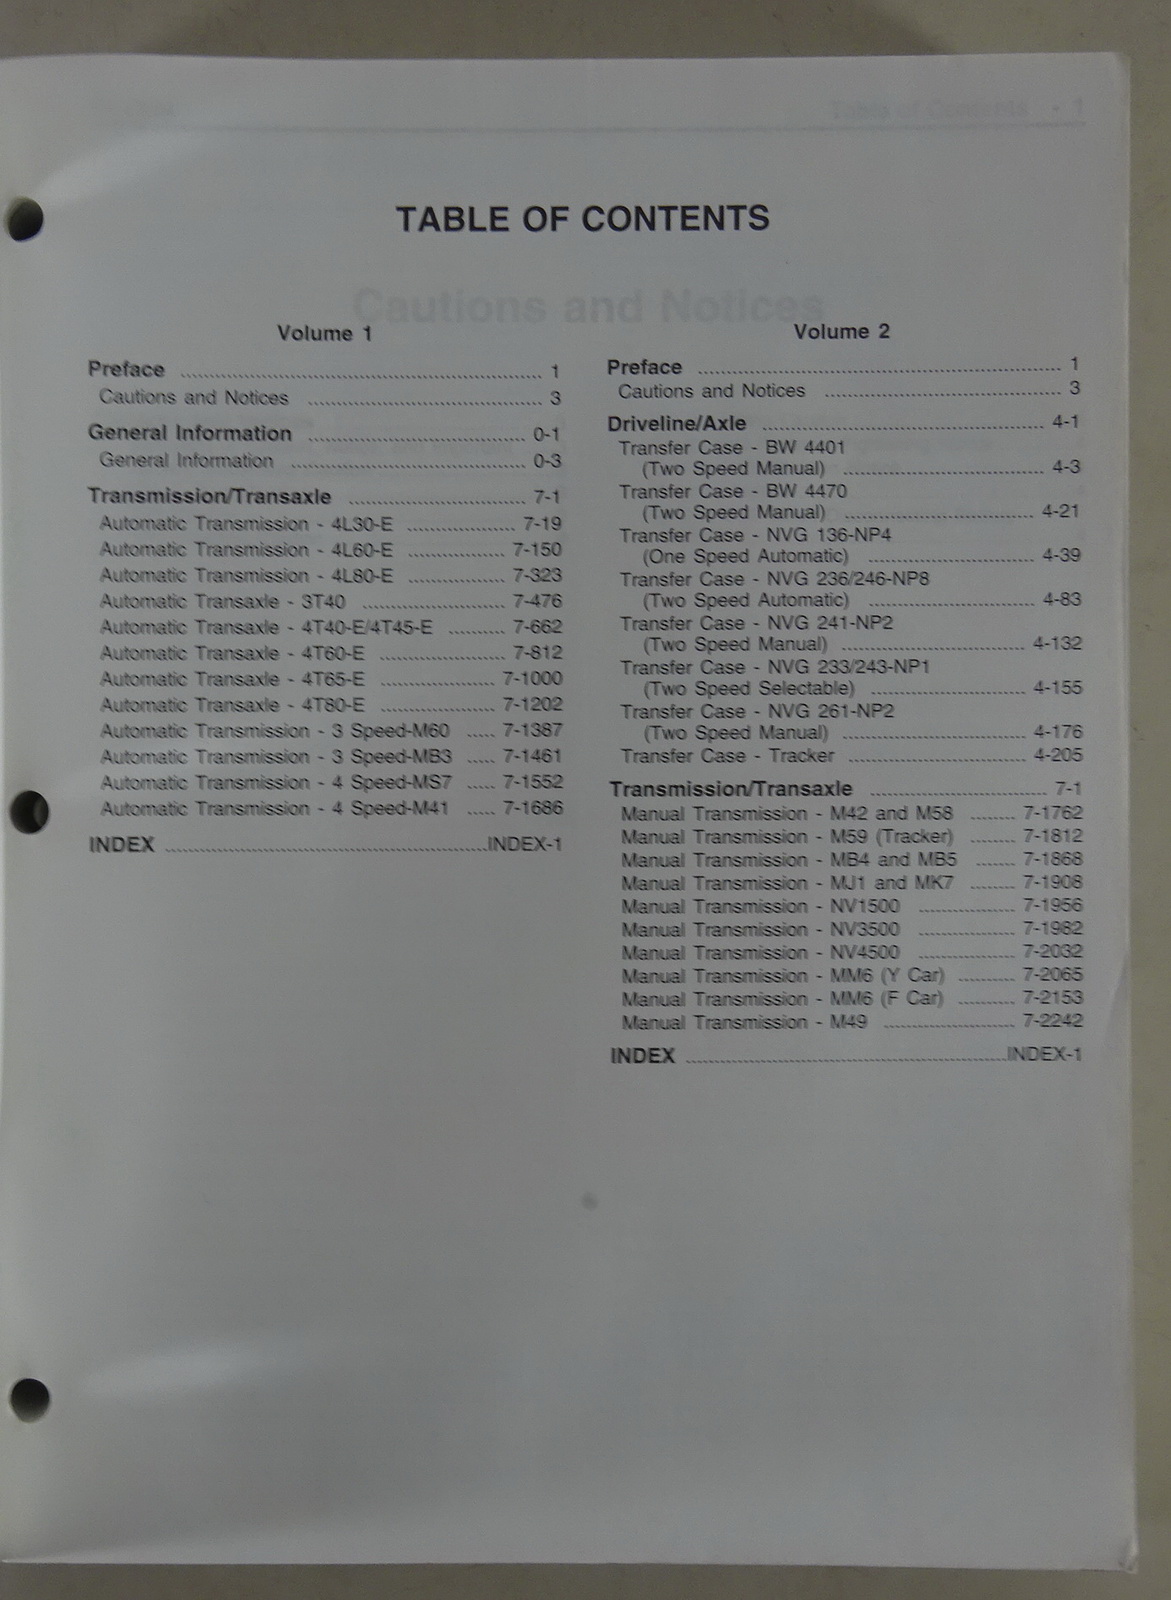 Table of Contents - 1
TABLE OF CONTENTS
Cautions and Notices
Volume 1
Preface ........ 1
Cautions and Notices ........ 3
General Information ........ 0-1
General Information ........ 0-3
Transmission/Transaxle ........ 7-1
Automatic Transmission - 4L30-E ........ 7-19
Automatic Transmission - 4L60-E ........ 7-150
Automatic Transmission - 4L80-E ........ 7-323
Automatic Transaxle - 3T40 ........ 7-476
Automatic Transaxle - 4T40-E/4T45-E ........ 7-662
Automatic Transaxle - 4T60-E ........ 7-812
Automatic Transaxle - 4T65-E ........ 7-1000
Automatic Transaxle - 4T80-E ........ 7-1202
Automatic Transmission - 3 Speed-M60 ..... 7-1387
Automatic Transmission - 3 Speed-MB3 ..... 7-1461
Automatic Transmission - 4 Speed-MS7 ..... 7-1552
Automatic Transmission - 4 Speed-M41 ..... 7-1686
INDEX ........ INDEX-1
Volume 2
Preface ........ 1
Cautions and Notices ........ 3
Driveline/Axle ........ 4-1
Transfer Case - BW 4401
(Two Speed Manual) ........ 4-3
Transfer Case - BW 4470
(Two Speed Manual) ........ 4-21
Transfer Case - NVG 136-NP4
(One Speed Automatic) ........ 4-39
Transfer Case - NVG 236/246-NP8
(Two Speed Automatic) ........ 4-83
Transfer Case - NVG 241-NP2
(Two Speed Manual) ........ 4-132
Transfer Case - NVG 233/243-NP1
(Two Speed Selectable) ........ 4-155
Transfer Case - NVG 261-NP2
(Two Speed Manual) ........ 4-176
Transfer Case - Tracker ........ 4-205
Transmission/Transaxle ........ 7-1
Manual Transmission - M42 and M58 ........ 7-1762
Manual Transmission - M59 (Tracker) ........ 7-1812
Manual Transmission - MB4 and MB5 ....... 7-1868
Manual Transmission - MJ1 and MK7 ........ 7-1908
Manual Transmission - NV1500 ........ 7-1956
Manual Transmission - NV3500 ........ 7-1982
Manual Transmission - NV4500 ........ 7-2032
Manual Transmission - MM6 (Y Car) ........ 7-2065
Manual Transmission - MM6 (F Car) ........ 7-2153
Manual Transmission - M49 ........ 7-2242
INDEX ........ INDEX-1